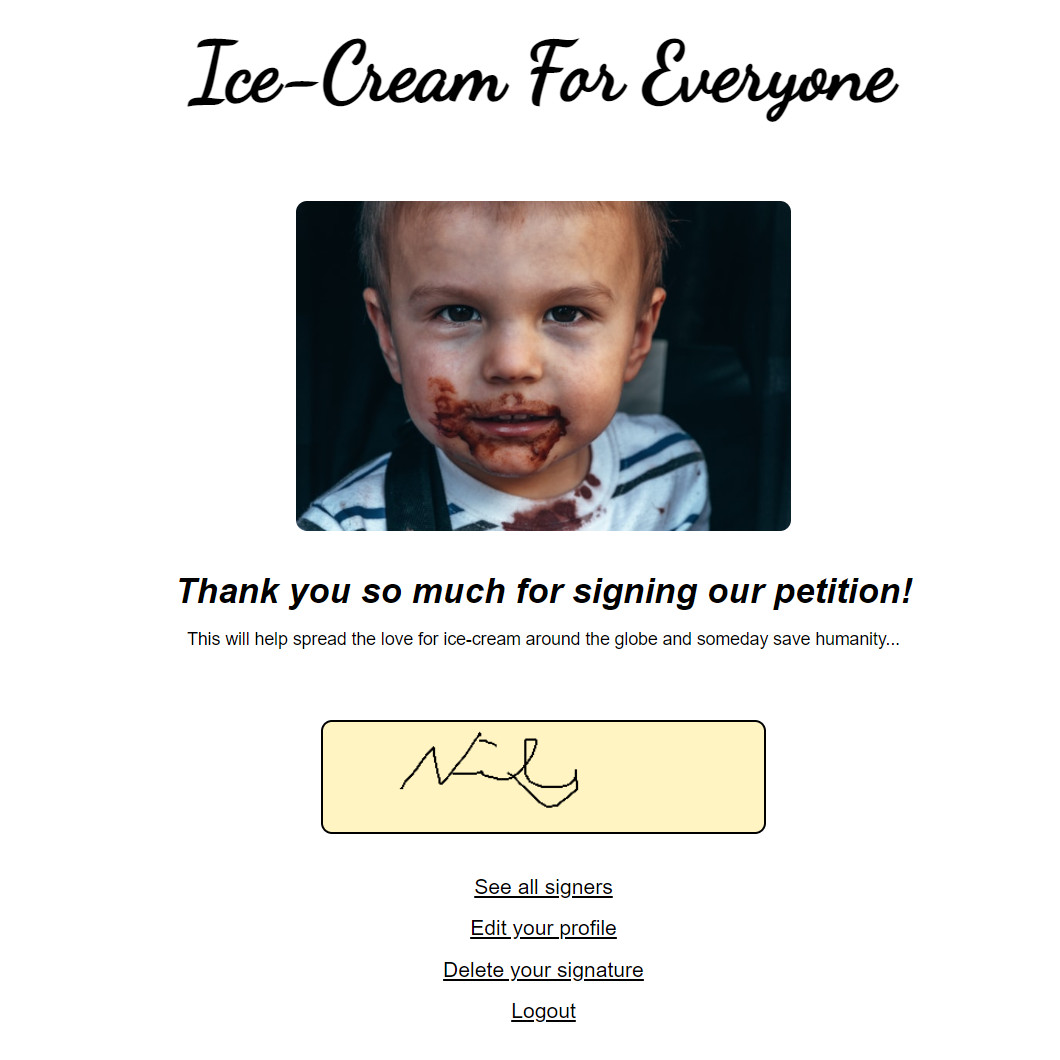 Ice-Cream For Everyone
Thank you so much for signing our petition!
This will help spread the love for ice-cream around the globe and someday save humanity...
See all signers
Edit your profile
Delete your signature
Logout